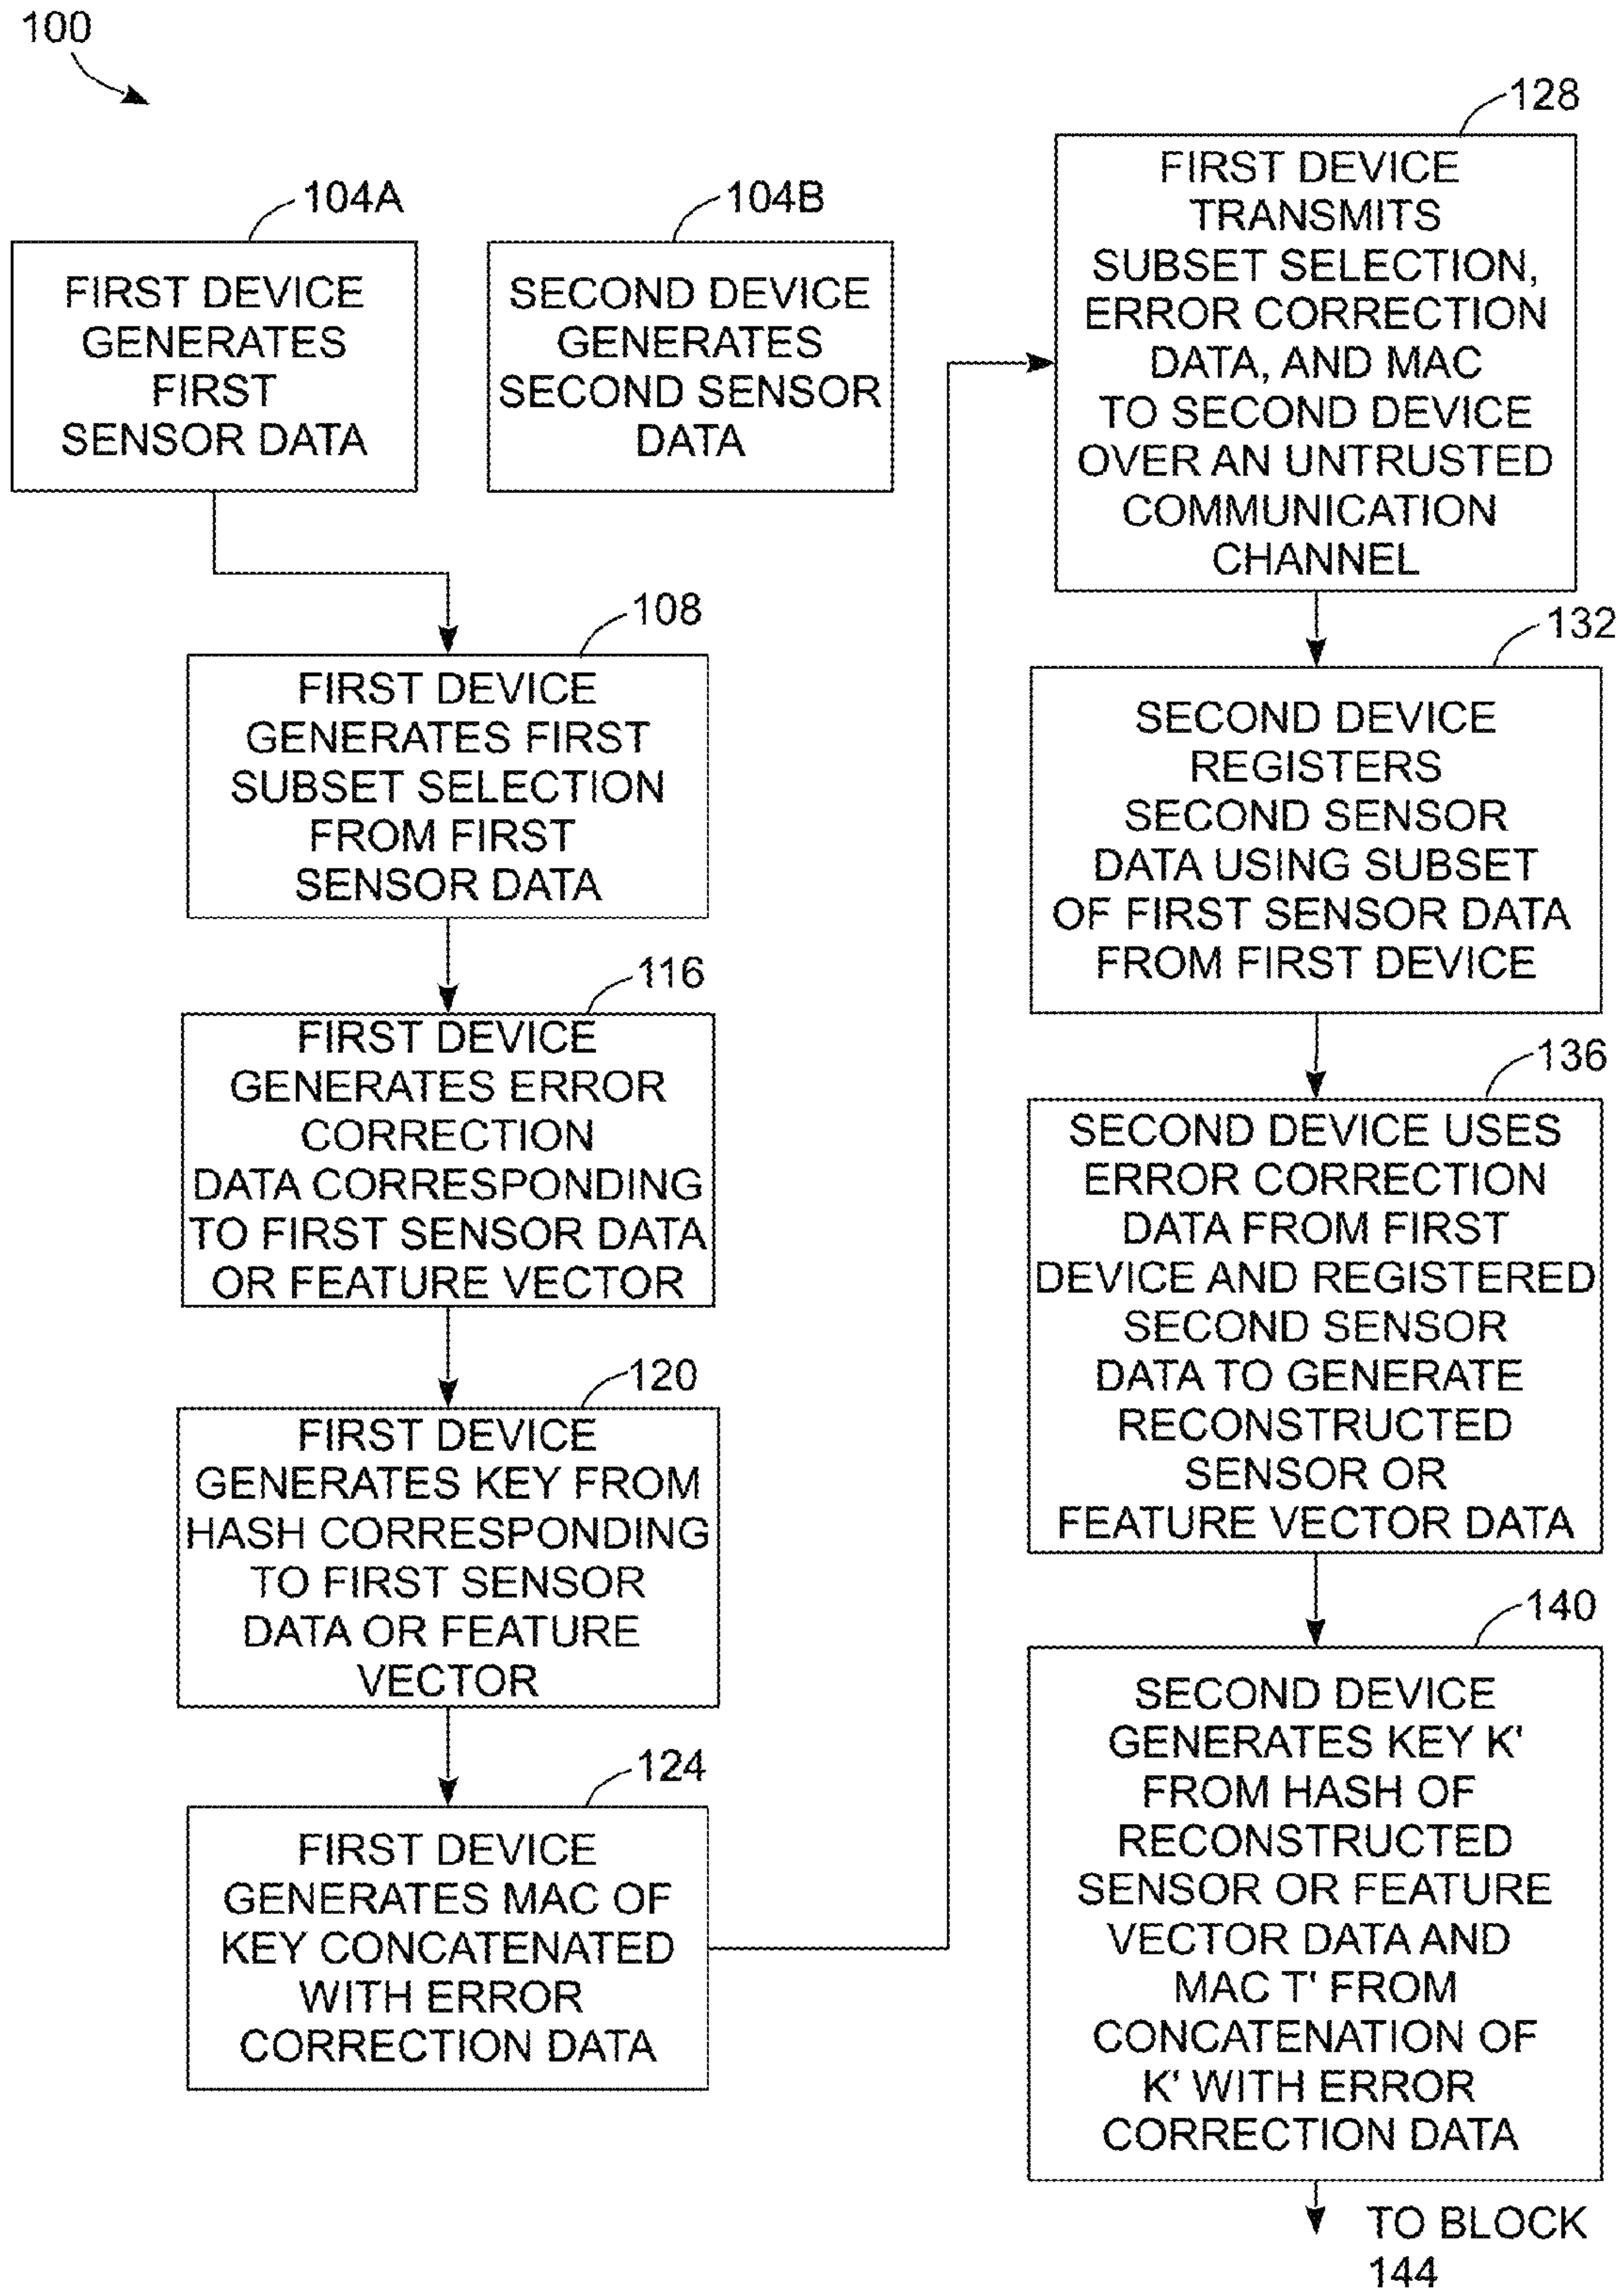 100
104A
FIRST DEVICE
GENERATES
FIRST
SENSOR DATA
104B
SECOND DEVICE
GENERATES
SECOND SENSOR
DATA
108
FIRST DEVICE
GENERATES FIRST
SUBSET SELECTION
FROM FIRST
SENSOR DATA
116
FIRST DEVICE
GENERATES ERROR
CORRECTION
DATA CORRESPONDING
TO FIRST SENSOR DATA
OR FEATURE VECTOR
120
FIRST DEVICE
GENERATES KEY FROM
HASH CORRESPONDING
TO FIRST SENSOR
DATA OR FEATURE
VECTOR
124
FIRST DEVICE
GENERATES MAC OF
KEY CONCATENATED
WITH ERROR
CORRECTION DATA
128
FIRST DEVICE
TRANSMITS
SUBSET SELECTION,
ERROR CORRECTION
DATA, AND MAC
TO SECOND DEVICE
OVER AN UNTRUSTED
COMMUNICATION
CHANNEL
132
SECOND DEVICE
REGISTERS
SECOND SENSOR
DATA USING SUBSET
OF FIRST SENSOR DATA
FROM FIRST DEVICE
136
SECOND DEVICE USES
ERROR CORRECTION
DATA FROM FIRST
DEVICE AND REGISTERED
SECOND SENSOR
DATA TO GENERATE
RECONSTRUCTED
SENSOR OR
FEATURE VECTOR DATA
140
SECOND DEVICE
GENERATES KEY K'
FROM HASH OF
RECONSTRUCTED
SENSOR OR FEATURE
VECTOR DATA AND
MAC T' FROM
CONCATENATION OF
K' WITH ERROR
CORRECTION DATA
TO BLOCK
144